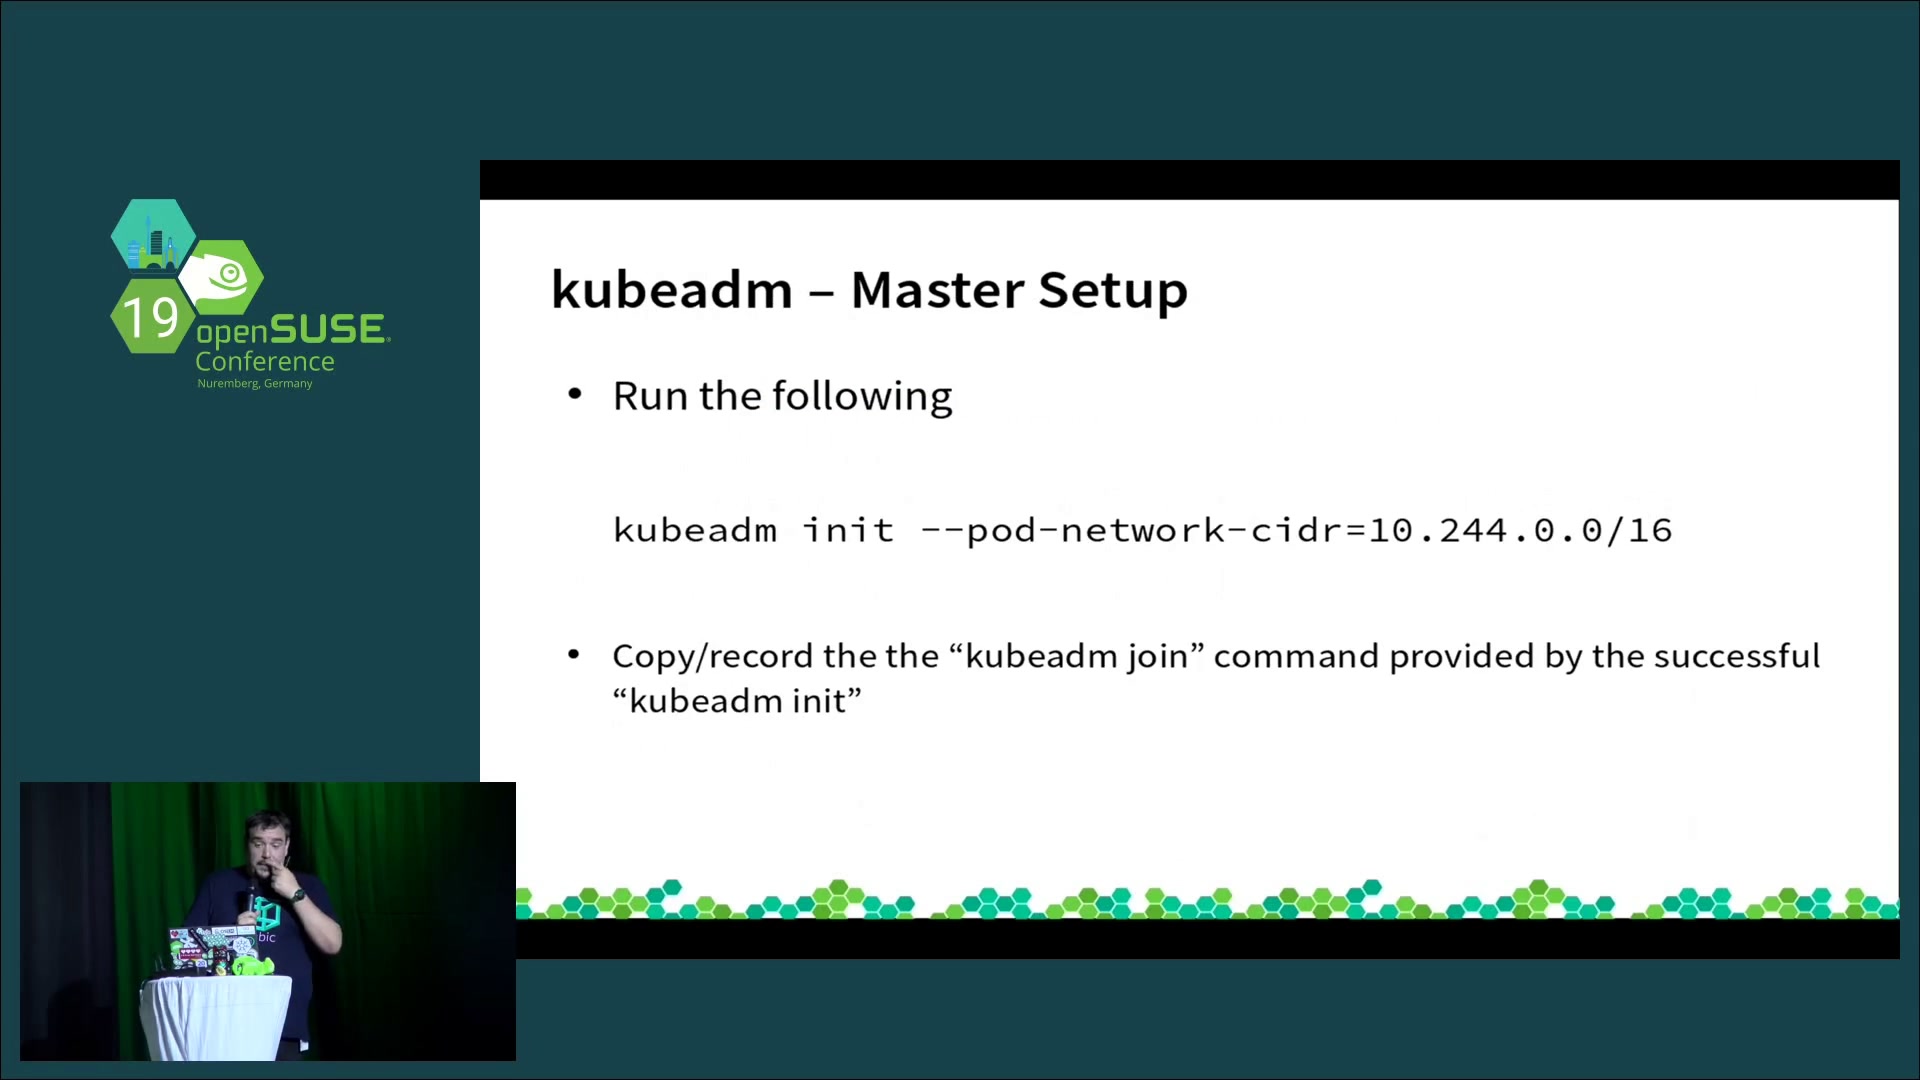 19
openSUSE
Conference
Nuremberg, Germany
kubeadm – Master Setup
• Run the following
kubeadm init --pod-network-cidr=10.244.0.0/16
• Copy/record the the “kubeadm join” command provided by the successful
“kubeadm init”
bic